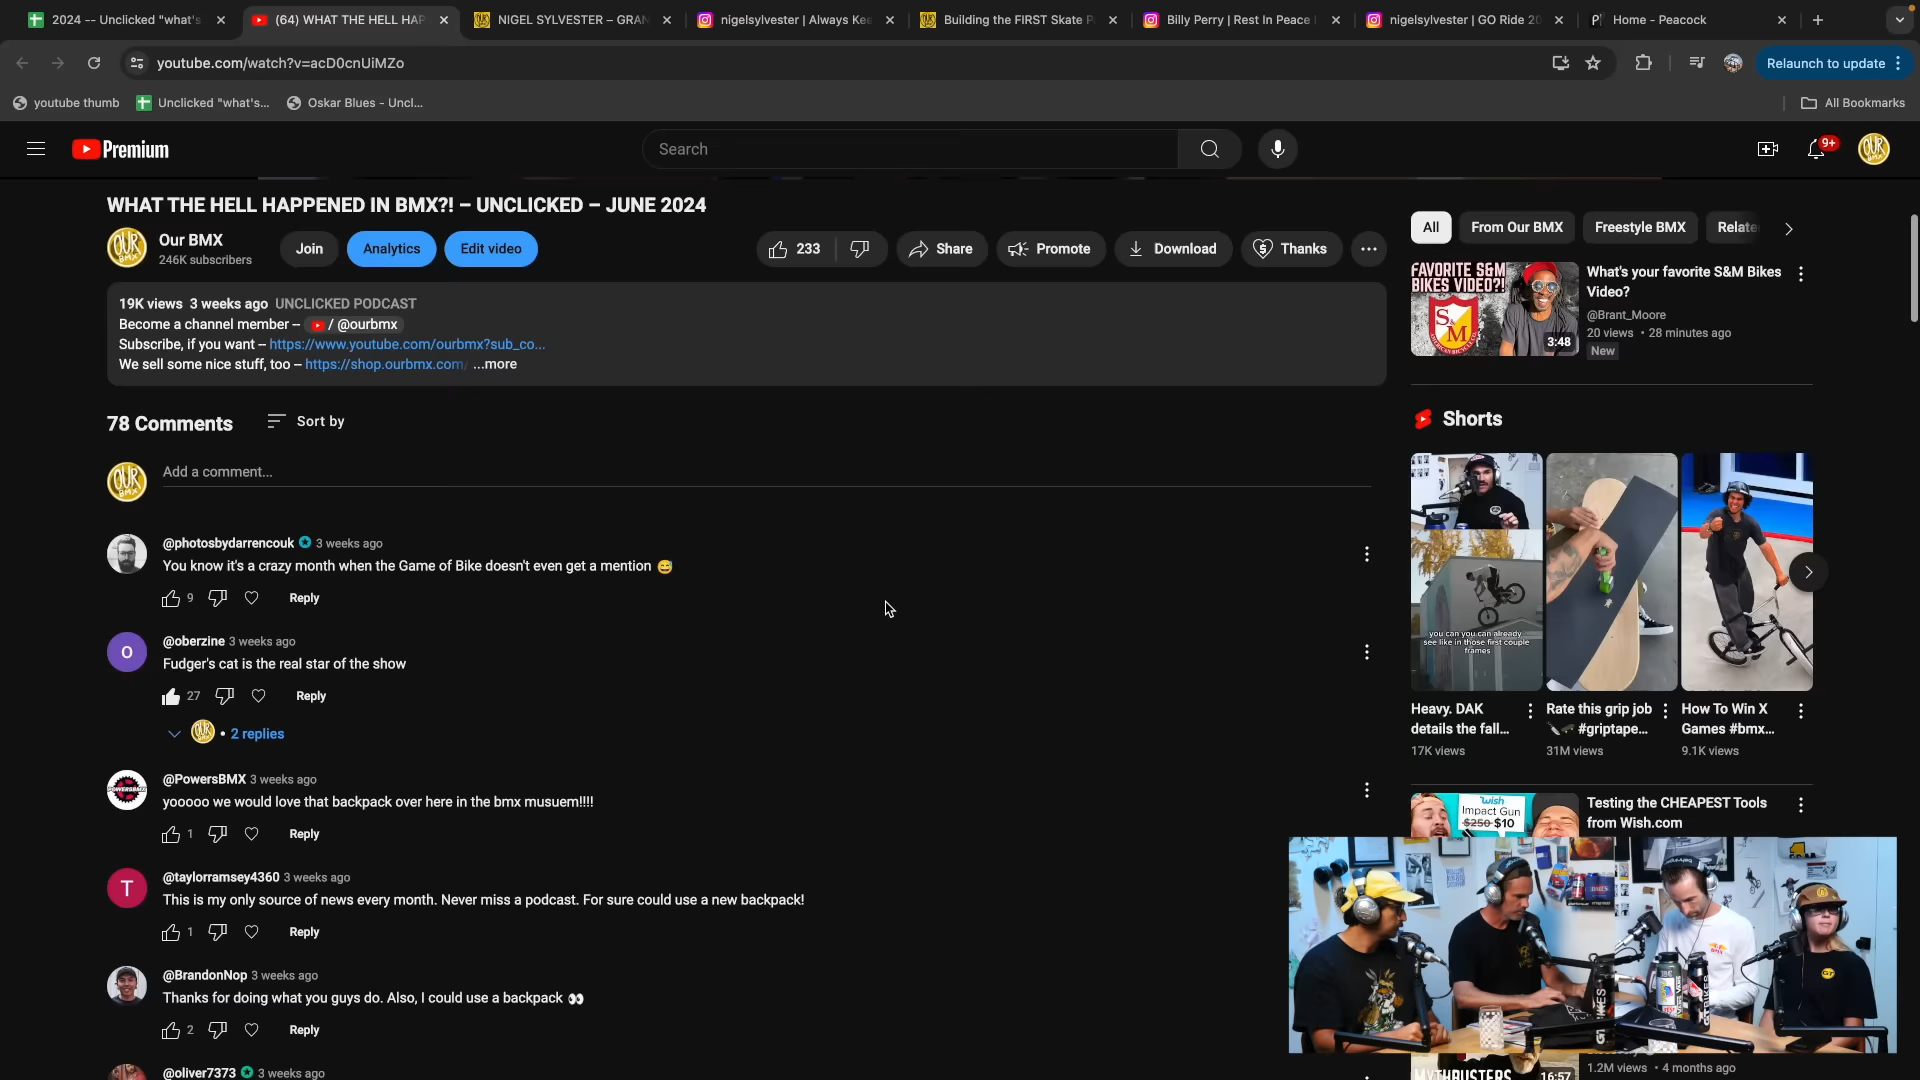 2024 -- Unclicked "what's
(64) WHAT THE HELL HAP
NIGEL SYLVESTER – GRAN
nigelsylvester | Always Kee
Building the FIRST Skate P
Billy Perry | Rest In Peace
nigelsylvester | GO Ride 20
Home - Peacock
youtube.com/watch?v=acD0cnUiMZo
Relaunch to update
youtube thumb
Unclicked "what's...
Oskar Blues - Uncl...
All Bookmarks
Premium
Search
9+
OUR BMX
WHAT THE HELL HAPPENED IN BMX?! – UNCLICKED – JUNE 2024
Our BMX
246K subscribers
Join
Analytics
Edit video
233
Share
Promote
Download
Thanks
19K views 3 weeks ago UNCLICKED PODCAST
Become a channel member -- / @ourbmx
Subscribe, if you want -- https://www.youtube.com/ourbmx?sub_co...
We sell some nice stuff, too -- https://shop.ourbmx.com/ ...more
78 Comments
Sort by
Add a comment...
@photosbydarrencouk 3 weeks ago
You know it's a crazy month when the Game of Bike doesn't even get a mention 😅
9
Reply
O
@oberzine 3 weeks ago
Fudger's cat is the real star of the show
27
Reply
• 2 replies
@PowersBMX 3 weeks ago
yooooo we would love that backpack over here in the bmx musuem!!!!
1
Reply
T
@taylorramsey4360 3 weeks ago
This is my only source of news every month. Never miss a podcast. For sure could use a new backpack!
1
Reply
@BrandonNop 3 weeks ago
Thanks for doing what you guys do. Also, I could use a backpack 👀
2
Reply
@oliver7373 3 weeks ago
All
From Our BMX
Freestyle BMX
Relate
FAVORITE S&M
BIKES VIDEO?!
S&M
3:48
What's your favorite S&M Bikes
Video?
@Brant_Moore
20 views • 28 minutes ago
New
Shorts
you can you can already
see like in those first couple
frames
Heavy. DAK
details the fall...
17K views
Rate this grip job
#griptape...
31M views
How To Win X
Games #bmx...
9.1K views
wish
Impact Gun
$250 $10
Testing the CHEAPEST Tools
from Wish.com
GT
MYTHBUSTERS
16:57
1.2M views • 4 months ago